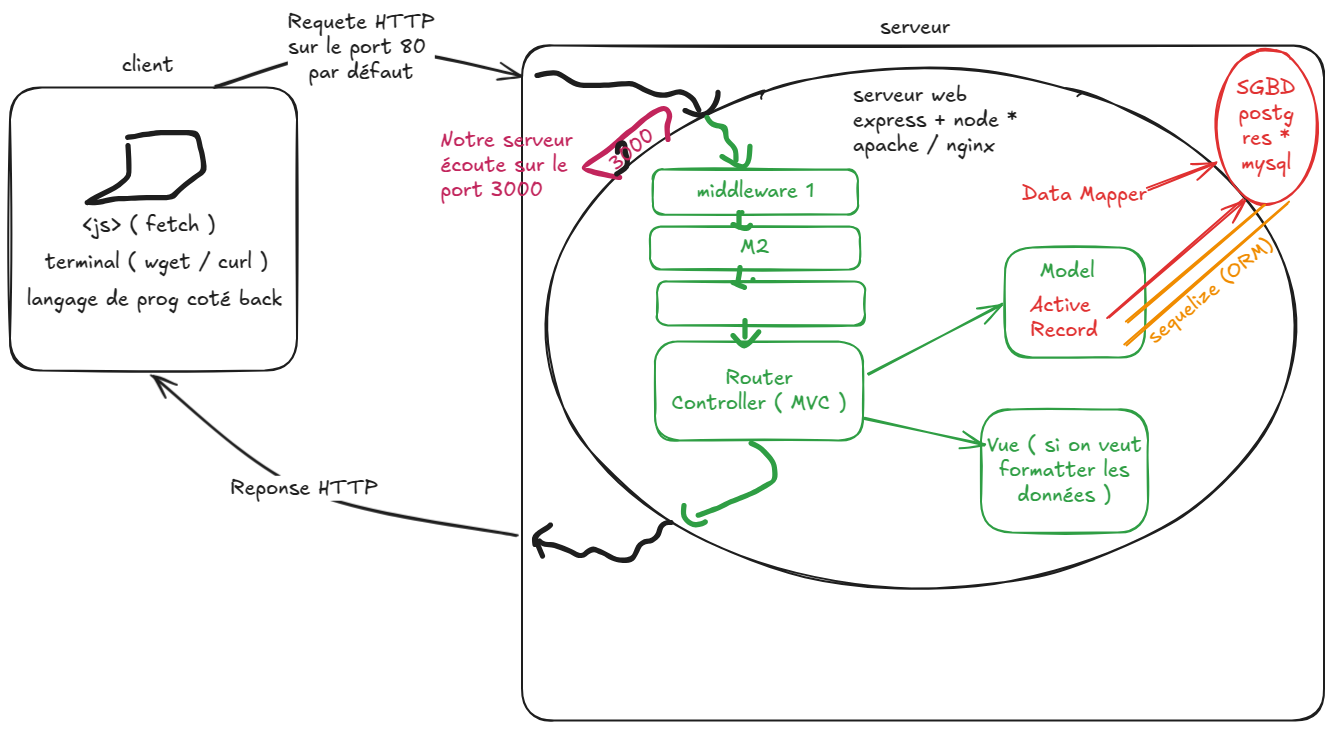 client
Requete HTTP
sur le port 80
par défaut
serveur
<js> ( fetch )
terminal ( wget / curl )
langage de prog coté back
Notre serveur
écoute sur le
port 3000
3000
serveur web
express + node *
apache / nginx
SGBD
postg
res *
mysql
middleware 1
M2
Data Mapper
Model
Active
Record
sequelize (ORM)
Router
Controller ( MVC )
Vue ( si on veut
formatter les
données )
Reponse HTTP